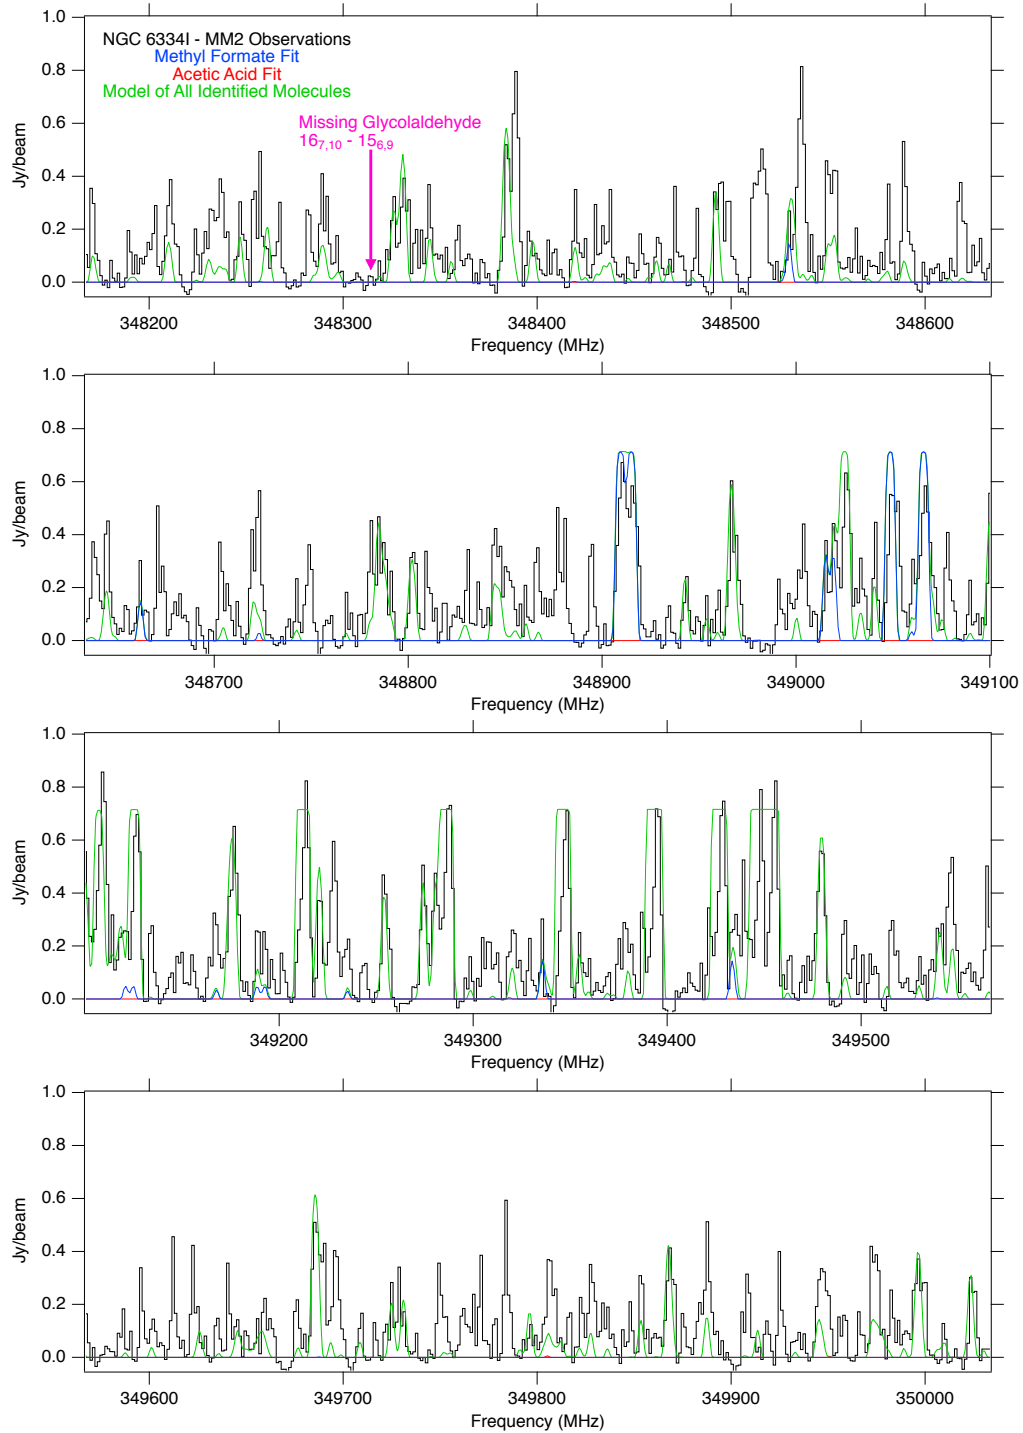 1.0
NGC 6334I - MM2 Observations
Methyl Formate Fit
Acetic Acid Fit
Model of All Identified Molecules
0.8
Missing Glycolaldehyde
16₇,₁₀ - 15₆,₉
0.6
Jy/beam
0.4
0.2
0.0
348200 348300 348400 348500 348600
Frequency (MHz)
1.0
0.8
0.6
Jy/beam
0.4
0.2
0.0
348700 348800 348900 349000 349100
Frequency (MHz)
1.0
0.8
0.6
Jy/beam
0.4
0.2
0.0
349200 349300 349400 349500
Frequency (MHz)
1.0
0.8
0.6
Jy/beam
0.4
0.2
0.0
349600 349700 349800 349900 350000
Frequency (MHz)